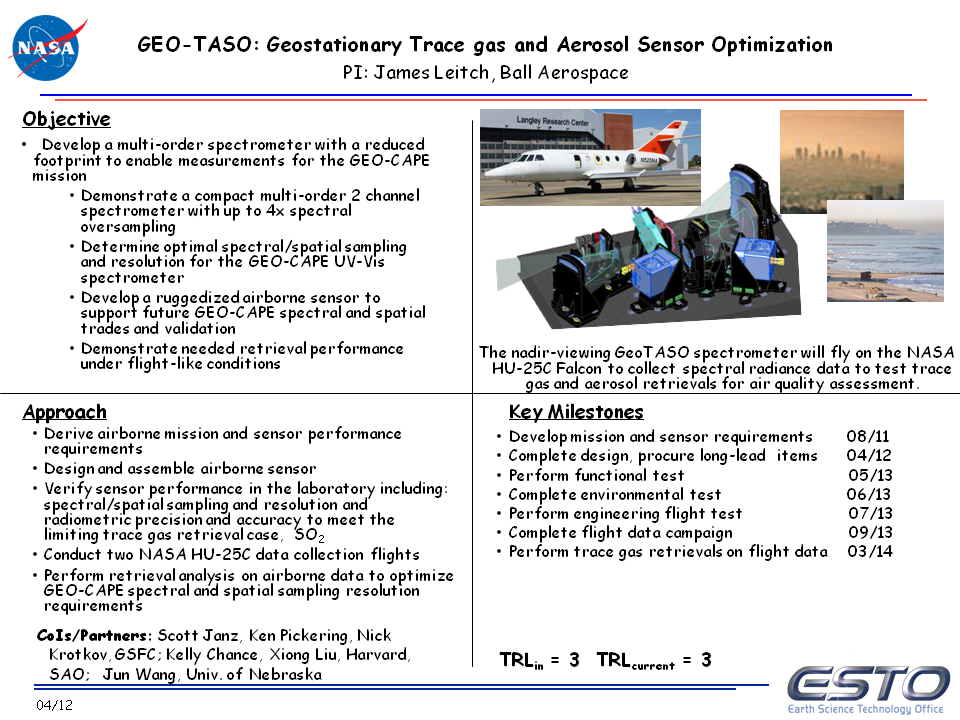 NASA
GEO-TASO: Geostationary Trace gas and Aerosol Sensor Optimization
PI: James Leitch, Ball Aerospace
Objective
• Develop a multi-order spectrometer with a reduced
footprint to enable measurements for the GEO-CAPE
mission
• Demonstrate a compact multi-order 2 channel
spectrometer with up to 4x spectral
oversampling
• Determine optimal spectral/spatial sampling
and resolution for the GEO-CAPE UV-Vis
spectrometer
• Develop a ruggedized airborne sensor to
support future GEO-CAPE spectral and spatial
trades and validation
• Demonstrate needed retrieval performance
under flight-like conditions
Langley Research Center
N525NA
The nadir-viewing GeoTASO spectrometer will fly on the NASA
HU-25C Falcon to collect spectral radiance data to test trace
gas and aerosol retrievals for air quality assessment.
Approach
• Derive airborne mission and sensor performance
requirements
• Design and assemble airborne sensor
• Verify sensor performance in the laboratory including:
spectral/spatial sampling and resolution and
radiometric precision and accuracy to meet the
limiting trace gas retrieval case, SO2
• Conduct two NASA HU-25C data collection flights
• Perform retrieval analysis on airborne data to optimize
GEO-CAPE spectral and spatial sampling resolution
requirements
CoIs/Partners: Scott Janz, Ken Pickering, Nick
Krotkov, GSFC; Kelly Chance, Xiong Liu, Harvard,
SAO; Jun Wang, Univ. of Nebraska
Key Milestones
• Develop mission and sensor requirements 08/11
• Complete design, procure long-lead items 04/12
• Perform functional test 05/13
• Complete environmental test 06/13
• Perform engineering flight test 07/13
• Complete flight data campaign 09/13
• Perform trace gas retrievals on flight data 03/14
TRLin = 3 TRLcurrent = 3
04/12
ESTO
Earth Science Technology Office